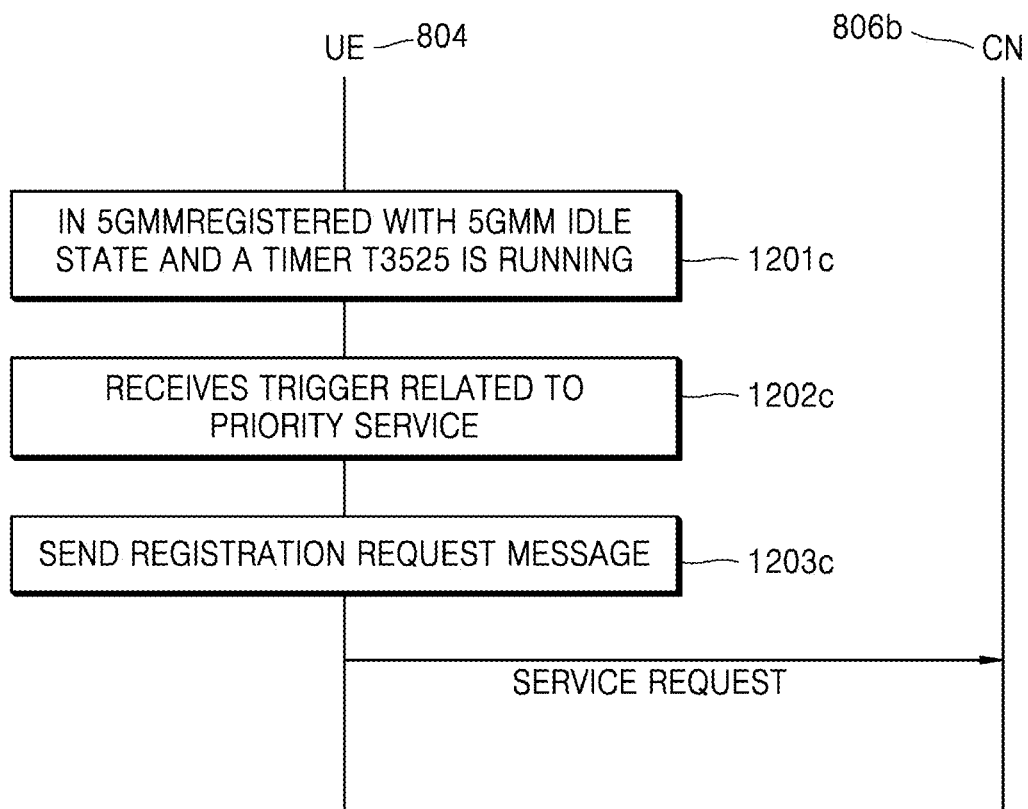 UE 804
806b CN
IN 5GMMREGISTERED WITH 5GMM IDLE
STATE AND A TIMER T3525 IS RUNNING
1201c
RECEIVES TRIGGER RELATED TO
PRIORITY SERVICE
1202c
SEND REGISTRATION REQUEST MESSAGE
1203c
SERVICE REQUEST